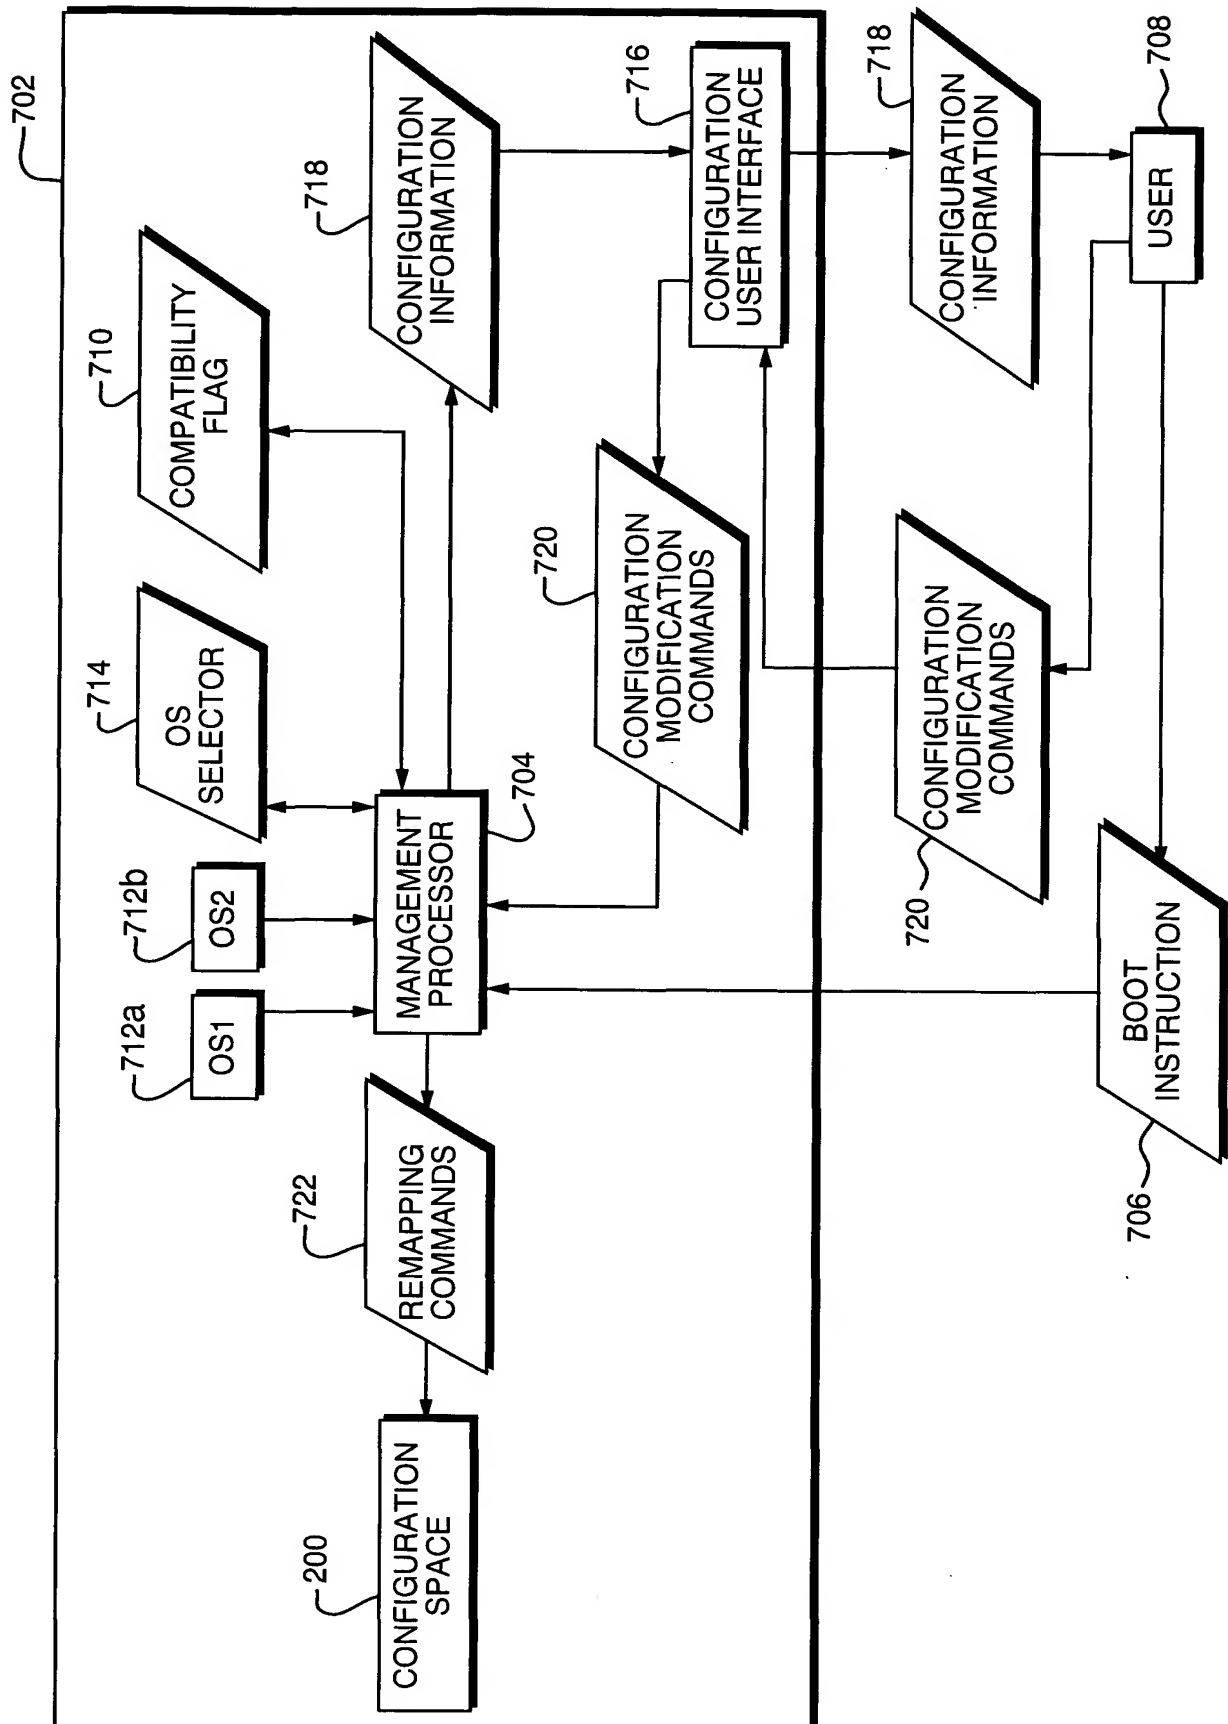 702
712a
OS1
712b
OS2
714
OS
SELECTOR
710
COMPATIBILITY
FLAG
200
CONFIGURATION
SPACE
722
REMAPPING
COMMANDS
MANAGEMENT
PROCESSOR
704
718
CONFIGURATION
INFORMATION
720
CONFIGURATION
MODIFICATION
COMMANDS
716
CONFIGURATION
USER INTERFACE
706
BOOT
INSTRUCTION
720
CONFIGURATION
MODIFICATION
COMMANDS
718
CONFIGURATION
INFORMATION
708
USER